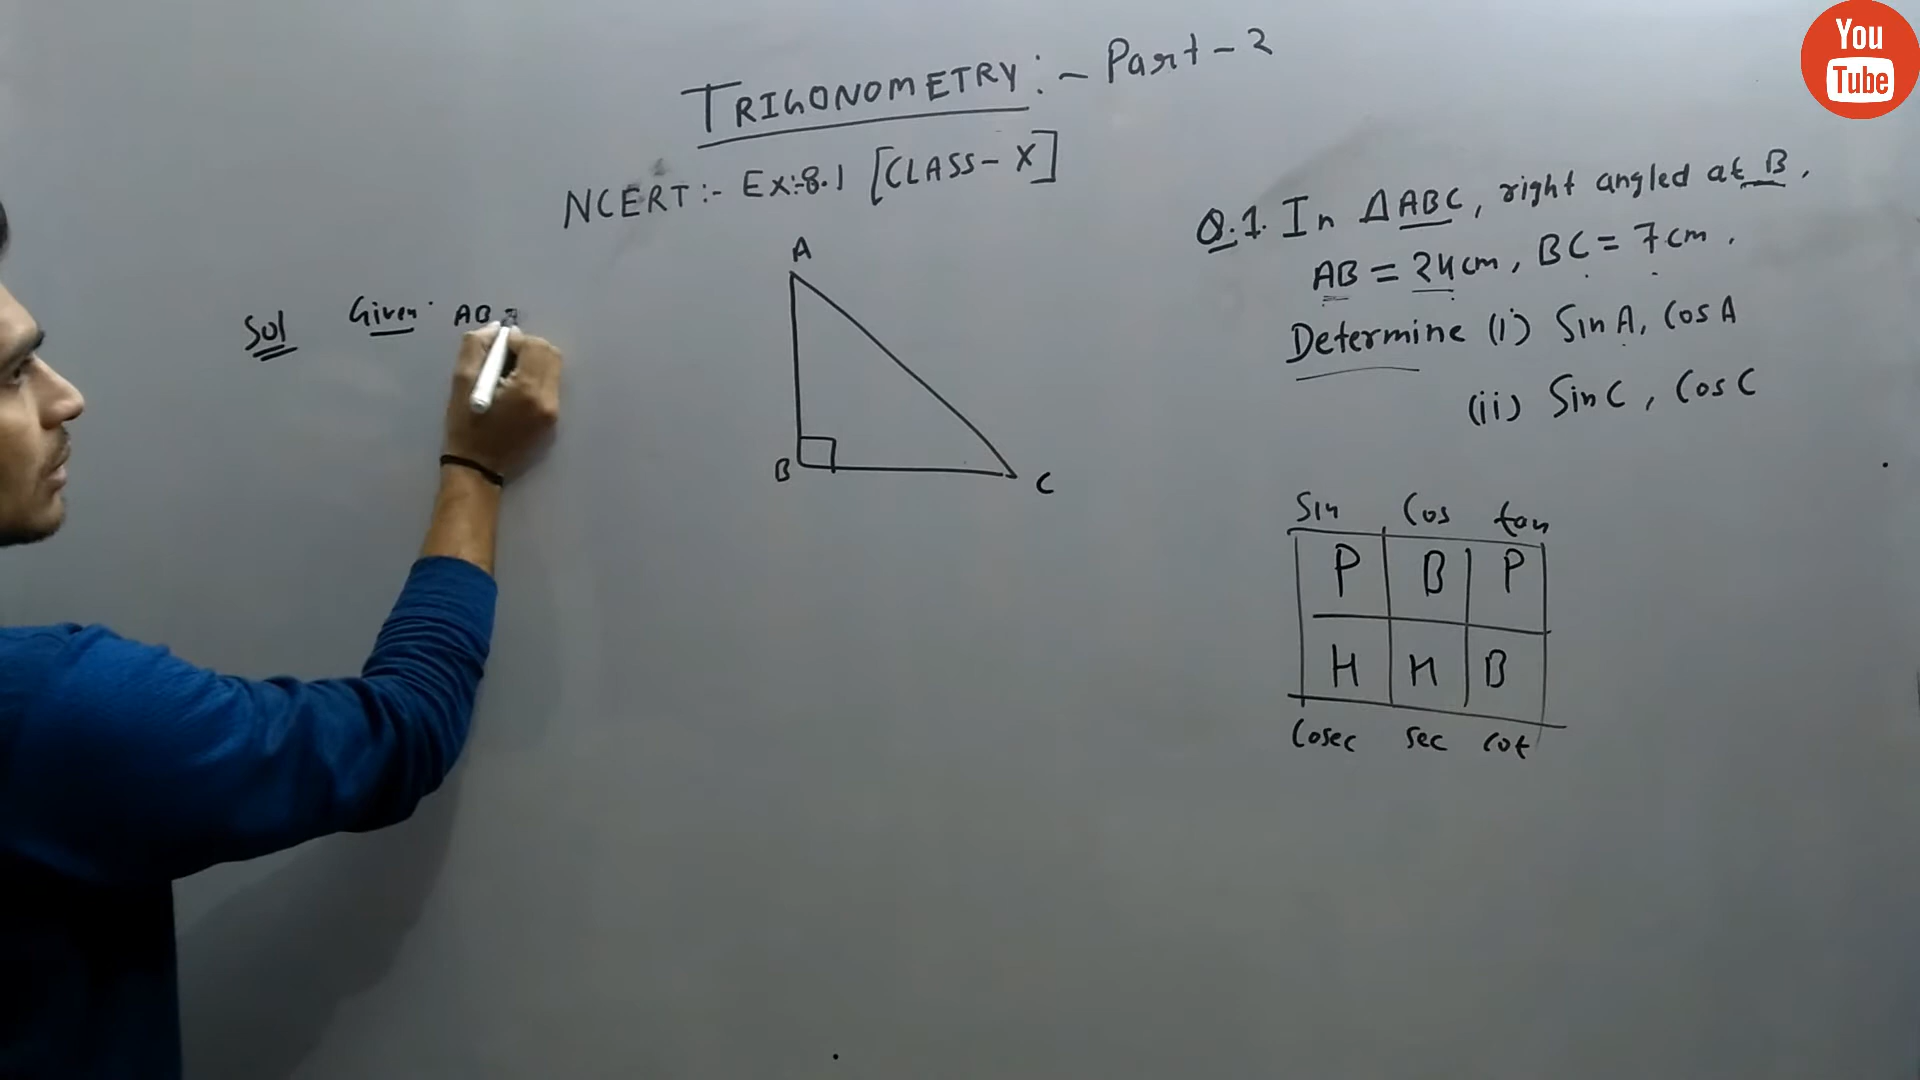 You
Tube
TRIGONOMETRY :- Part-2
NCERT :- Ex:-8.1 [CLASS-X]
Q.1. In ΔABC, right angled at B,
AB = 24cm, BC = 7cm.
Determine (i) Sin A, Cos A
(ii) Sin C, Cos C
Sol Given: AB =
A
B
C
Sin Cos tan
P B P
H H B
Cosec sec cot